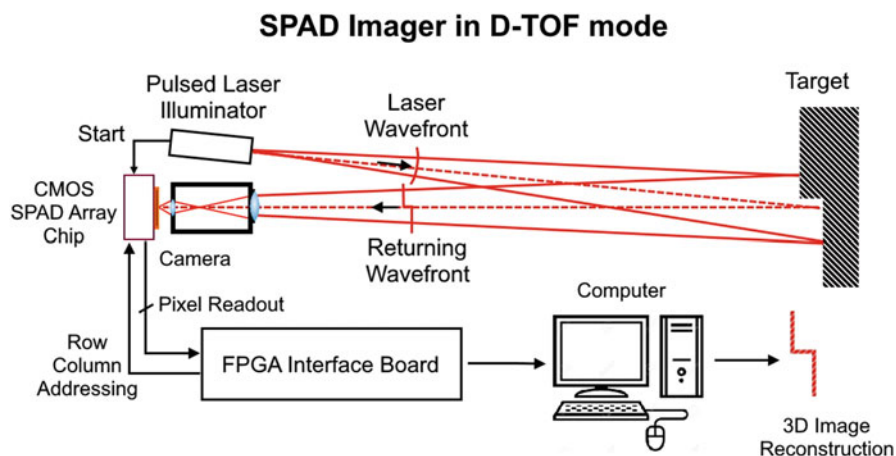 SPAD Imager in D-TOF mode
Pulsed Laser
Illuminator
Target
Laser
Wavefront
Start
CMOS
SPAD Array
Chip
Camera
Returning
Wavefront
Pixel Readout
Computer
Row
Column
Addressing
FPGA Interface Board
3D Image
Reconstruction